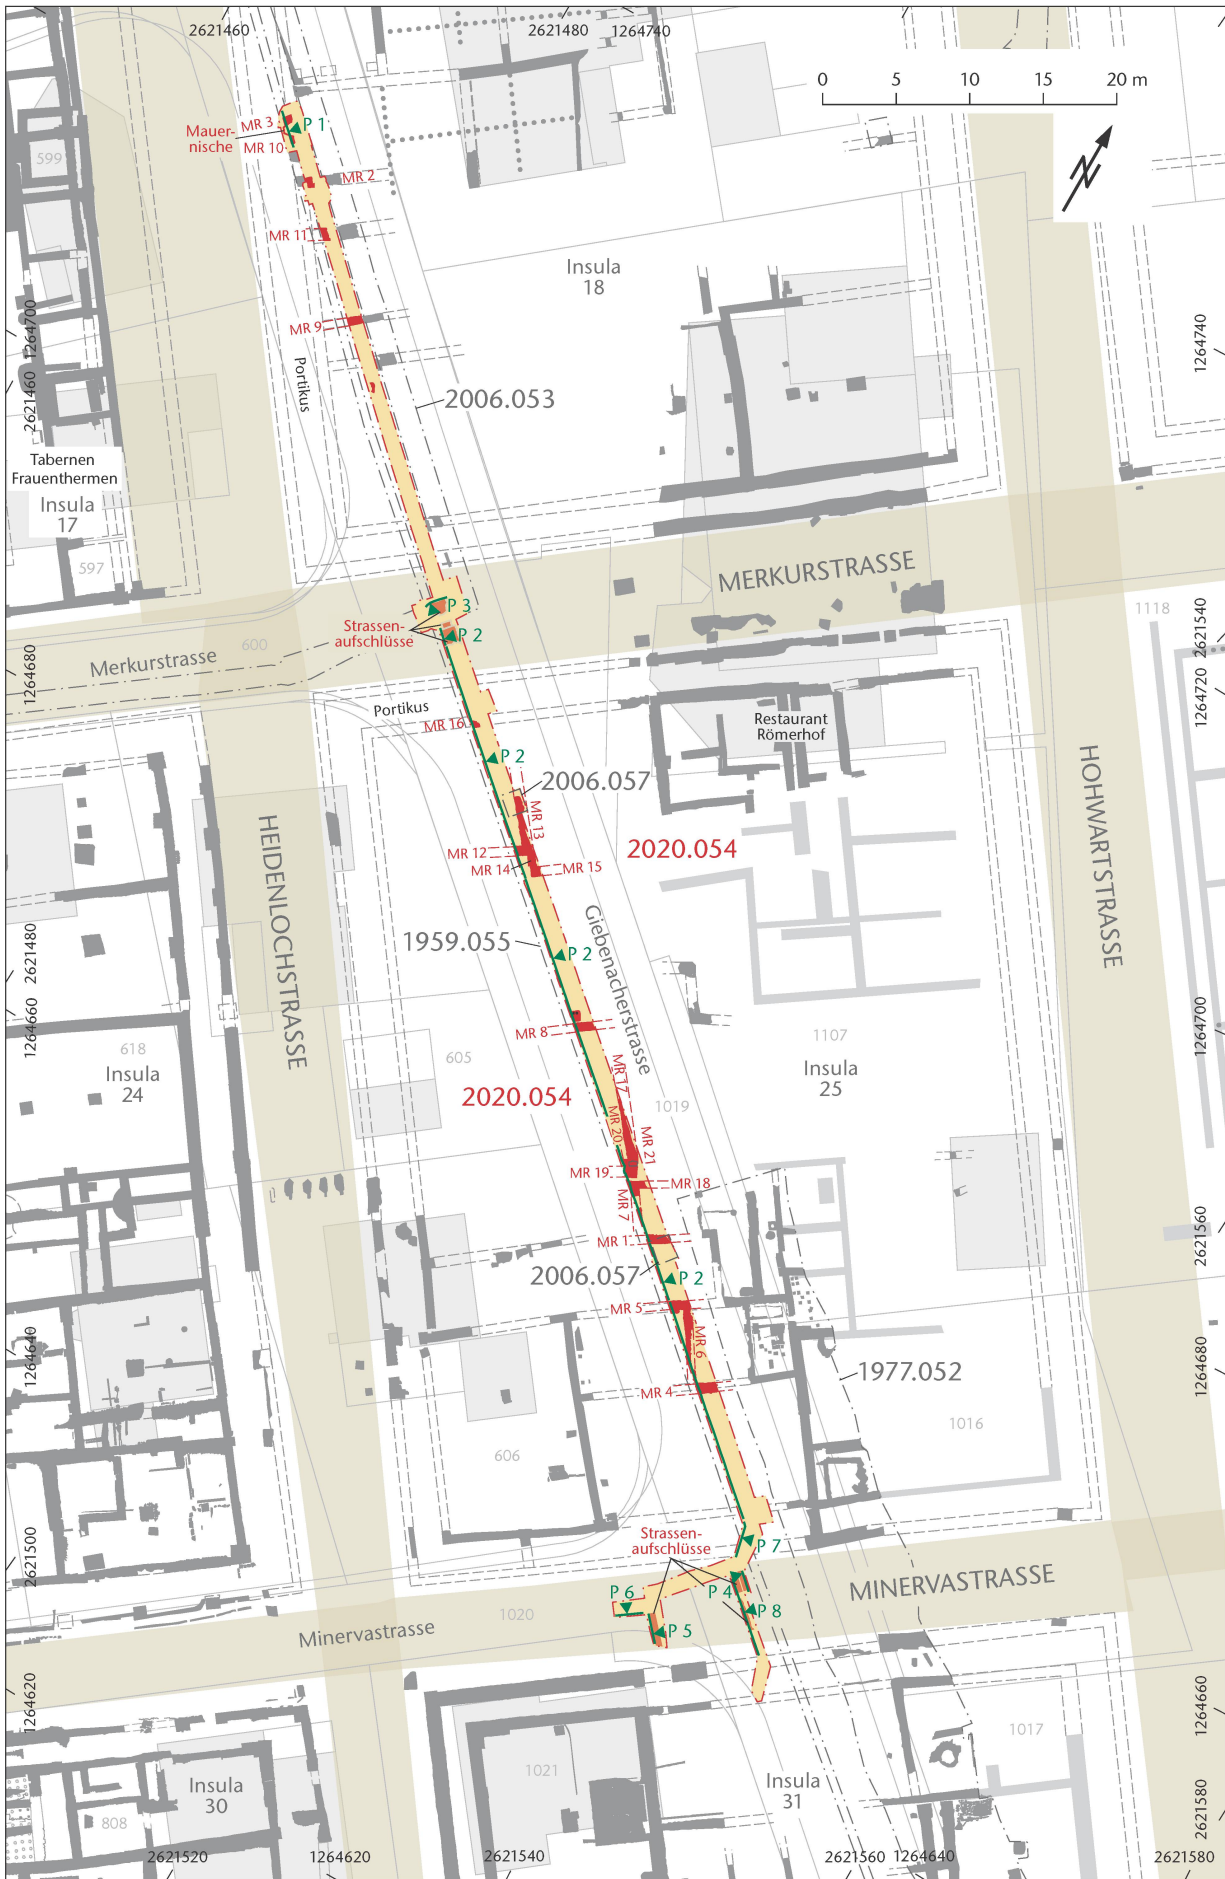 2621460
2621480
1264740
0 5 10 15 20 m
MR 3
P 1
Mauer-
nische
MR 10
599
MR 2
MR 11
Insula
18
1264700
MR 9
1264740
Portikus
2621460
2006.053
Tabernen
Frauenthermen
Insula
17
597
MERKURSTRASSE
P 3
Strassen-
aufschlüsse
P 2
600
1118
2621540
Merkurstrasse
1264680
1264720
Portikus
MR 16
Restaurant
Römerhof
P 2
HOHWARTSTRASSE
2006.057
HEIDENLOCHSTRASSE
MR 13
MR 12
2020.054
MR 14
MR 15
Giebenacherstrasse
1959.055
2621480
P 2
1264660
1264700
MR 8
1107
618
605
Insula
24
Insula
25
MR 17
2020.054
1019
MR 20
MR 21
MR 19
MR 18
MR 7
2621560
MR 1
2006.057
P 2
MR 5
1264640
MR 6
1977.052
1264680
MR 4
1016
606
Strassen-
aufschlüsse
P 7
2621500
P 6
P 4
MINERVASTRASSE
P 8
1020
Minervastrasse
P 5
1264620
1264660
1017
1021
Insula
30
Insula
31
808
2621580
2621520
1264620
2621540
2621560
1264640
2621580